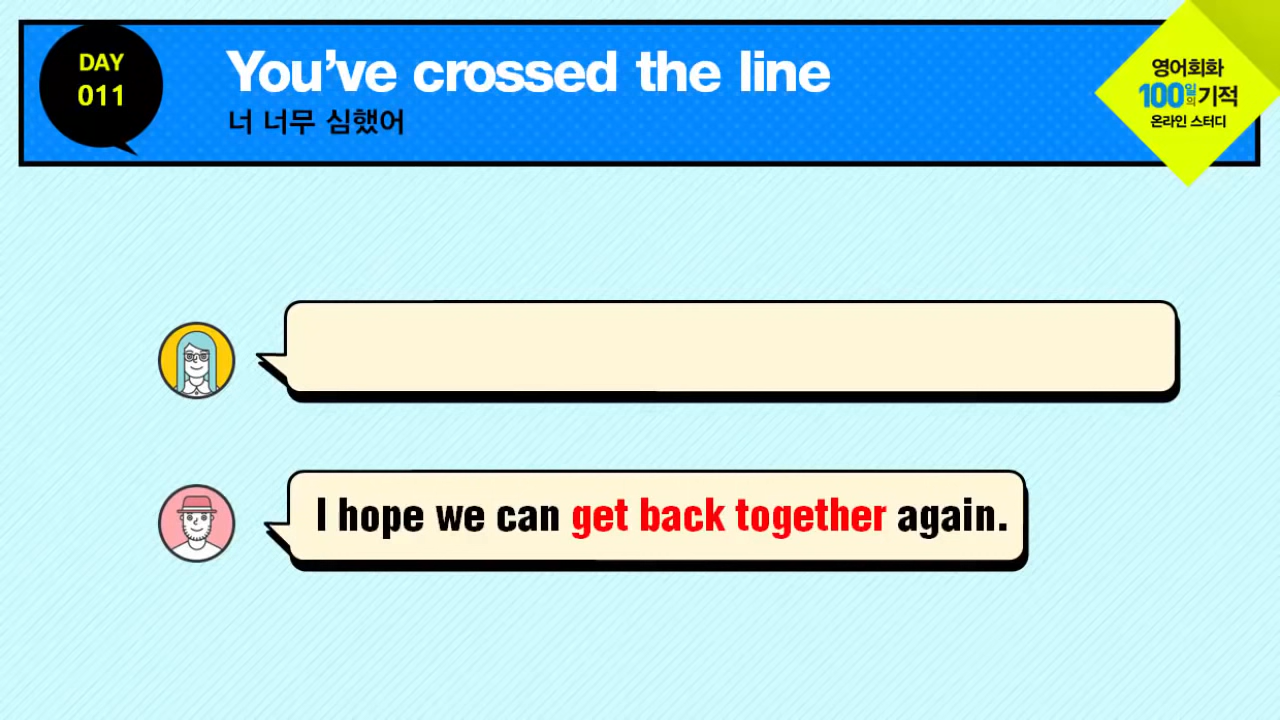 DAY
011
You’ve crossed the line
너 너무 심했어
영어회화
100일의기적
온라인 스터디
I hope we can get back together again.